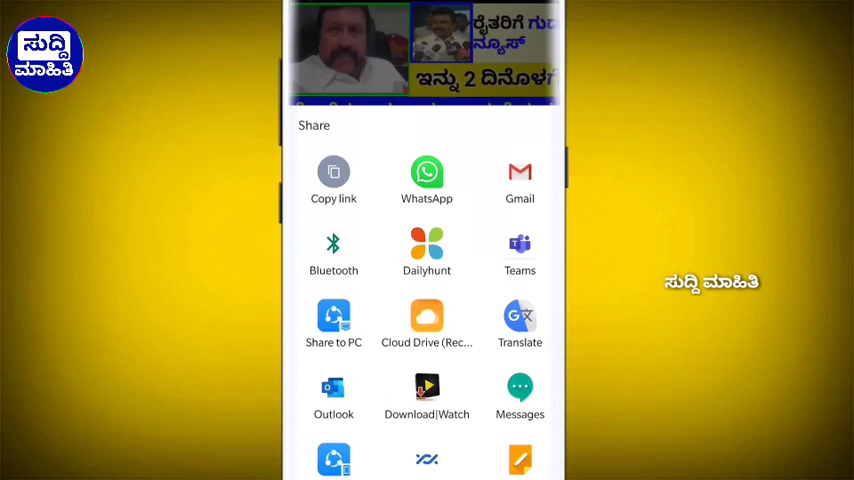 ಸುದ್ದಿ
ಮಾಹಿತಿ
ರೈತರಿಗೆ ಗುಡ
ನ್ಯೂಸ್
ಇನ್ನು 2 ದಿನೊಳಗೆ
Share
Copy link
WhatsApp
Gmail
Bluetooth
Dailyhunt
Teams
Share to PC
Cloud Drive (Rec...
Translate
Outlook
Download|Watch
Messages
ಸುದ್ದಿ ಮಾಹಿತಿ